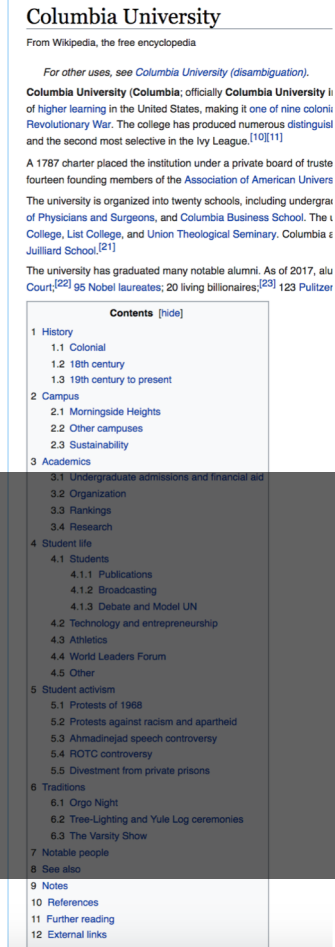 Columbia University
From Wikipedia, the free encyclopedia
For other uses, see Columbia University (disambiguation).
Columbia University (Columbia; officially Columbia University i
of higher learning in the United States, making it one of nine coloni
Revolutionary War. The college has produced numerous distinguis
and the second most selective in the Ivy League.[10][11]
A 1787 charter placed the institution under a private board of truste
fourteen founding members of the Association of American Univers
The university is organized into twenty schools, including undergra
of Physicians and Surgeons, and Columbia Business School. The
College, List College, and Union Theological Seminary. Columbia a
Juilliard School.[21]
The university has graduated many notable alumni. As of 2017, alu
Court;[22] 95 Nobel laureates; 20 living billionaires;[23] 123 Pulitzer
Contents [hide]
1 History
1.1 Colonial
1.2 18th century
1.3 19th century to present
2 Campus
2.1 Morningside Heights
2.2 Other campuses
2.3 Sustainability
3 Academics
3.1 Undergraduate admissions and financial aid
3.2 Organization
3.3 Rankings
3.4 Research
4 Student life
4.1 Students
4.1.1 Publications
4.1.2 Broadcasting
4.1.3 Debate and Model UN
4.2 Technology and entrepreneurship
4.3 Athletics
4.4 World Leaders Forum
4.5 Other
5 Student activism
5.1 Protests of 1968
5.2 Protests against racism and apartheid
5.3 Ahmadinejad speech controversy
5.4 ROTC controversy
5.5 Divestment from private prisons
6 Traditions
6.1 Orgo Night
6.2 Tree-Lighting and Yule Log ceremonies
6.3 The Varsity Show
7 Notable people
8 See also
9 Notes
10 References
11 Further reading
12 External links